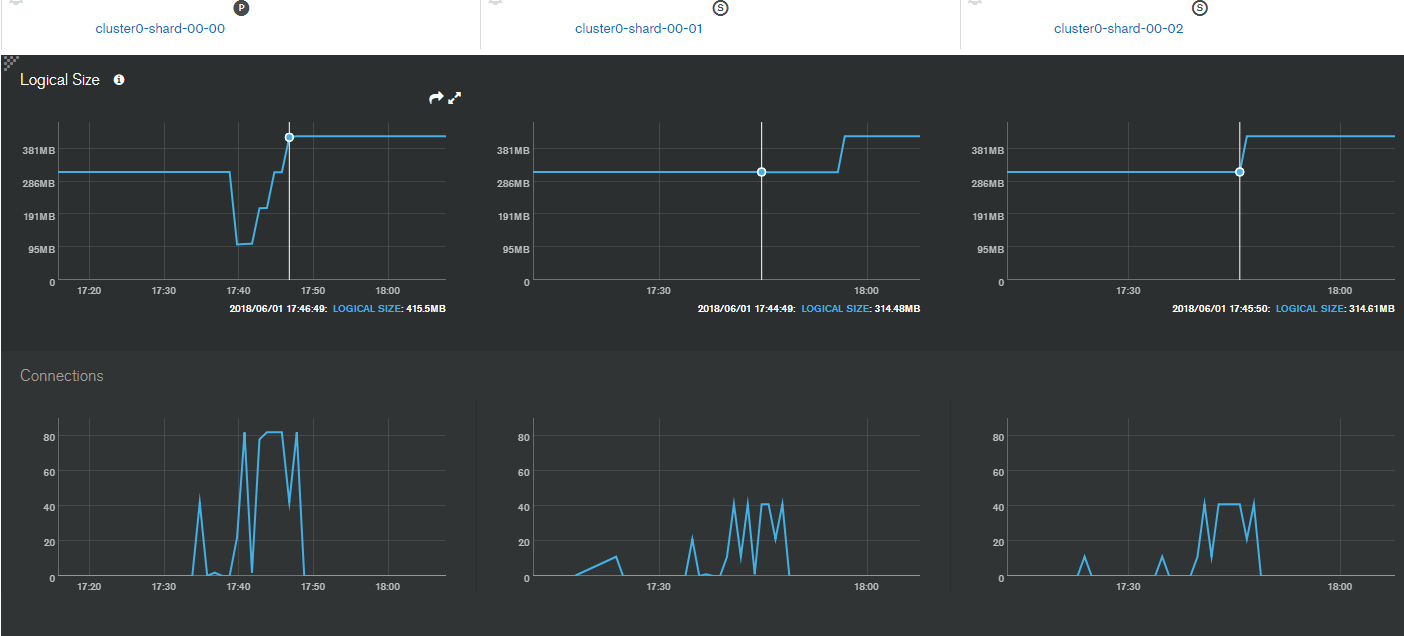 P S S
cluster0-shard-00-00 cluster0-shard-00-01 cluster0-shard-00-02
Logical Size i
381MB 381MB 381MB
286MB 286MB 286MB
191MB 191MB 191MB
95MB 95MB 95MB
0 0 0
17:20 17:30 17:40 17:50 18:00 17:30 18:00 17:30 18:00
2018/06/01 17:46:49: LOGICAL SIZE: 415.5MB 2018/06/01 17:44:49: LOGICAL SIZE: 314.48MB 2018/06/01 17:45:50: LOGICAL SIZE: 314.61MB
Connections
80 80 80
60 60 60
40 40 40
20 20 20
0 0 0
17:20 17:30 17:40 17:50 18:00 17:30 18:00 17:30 18:00